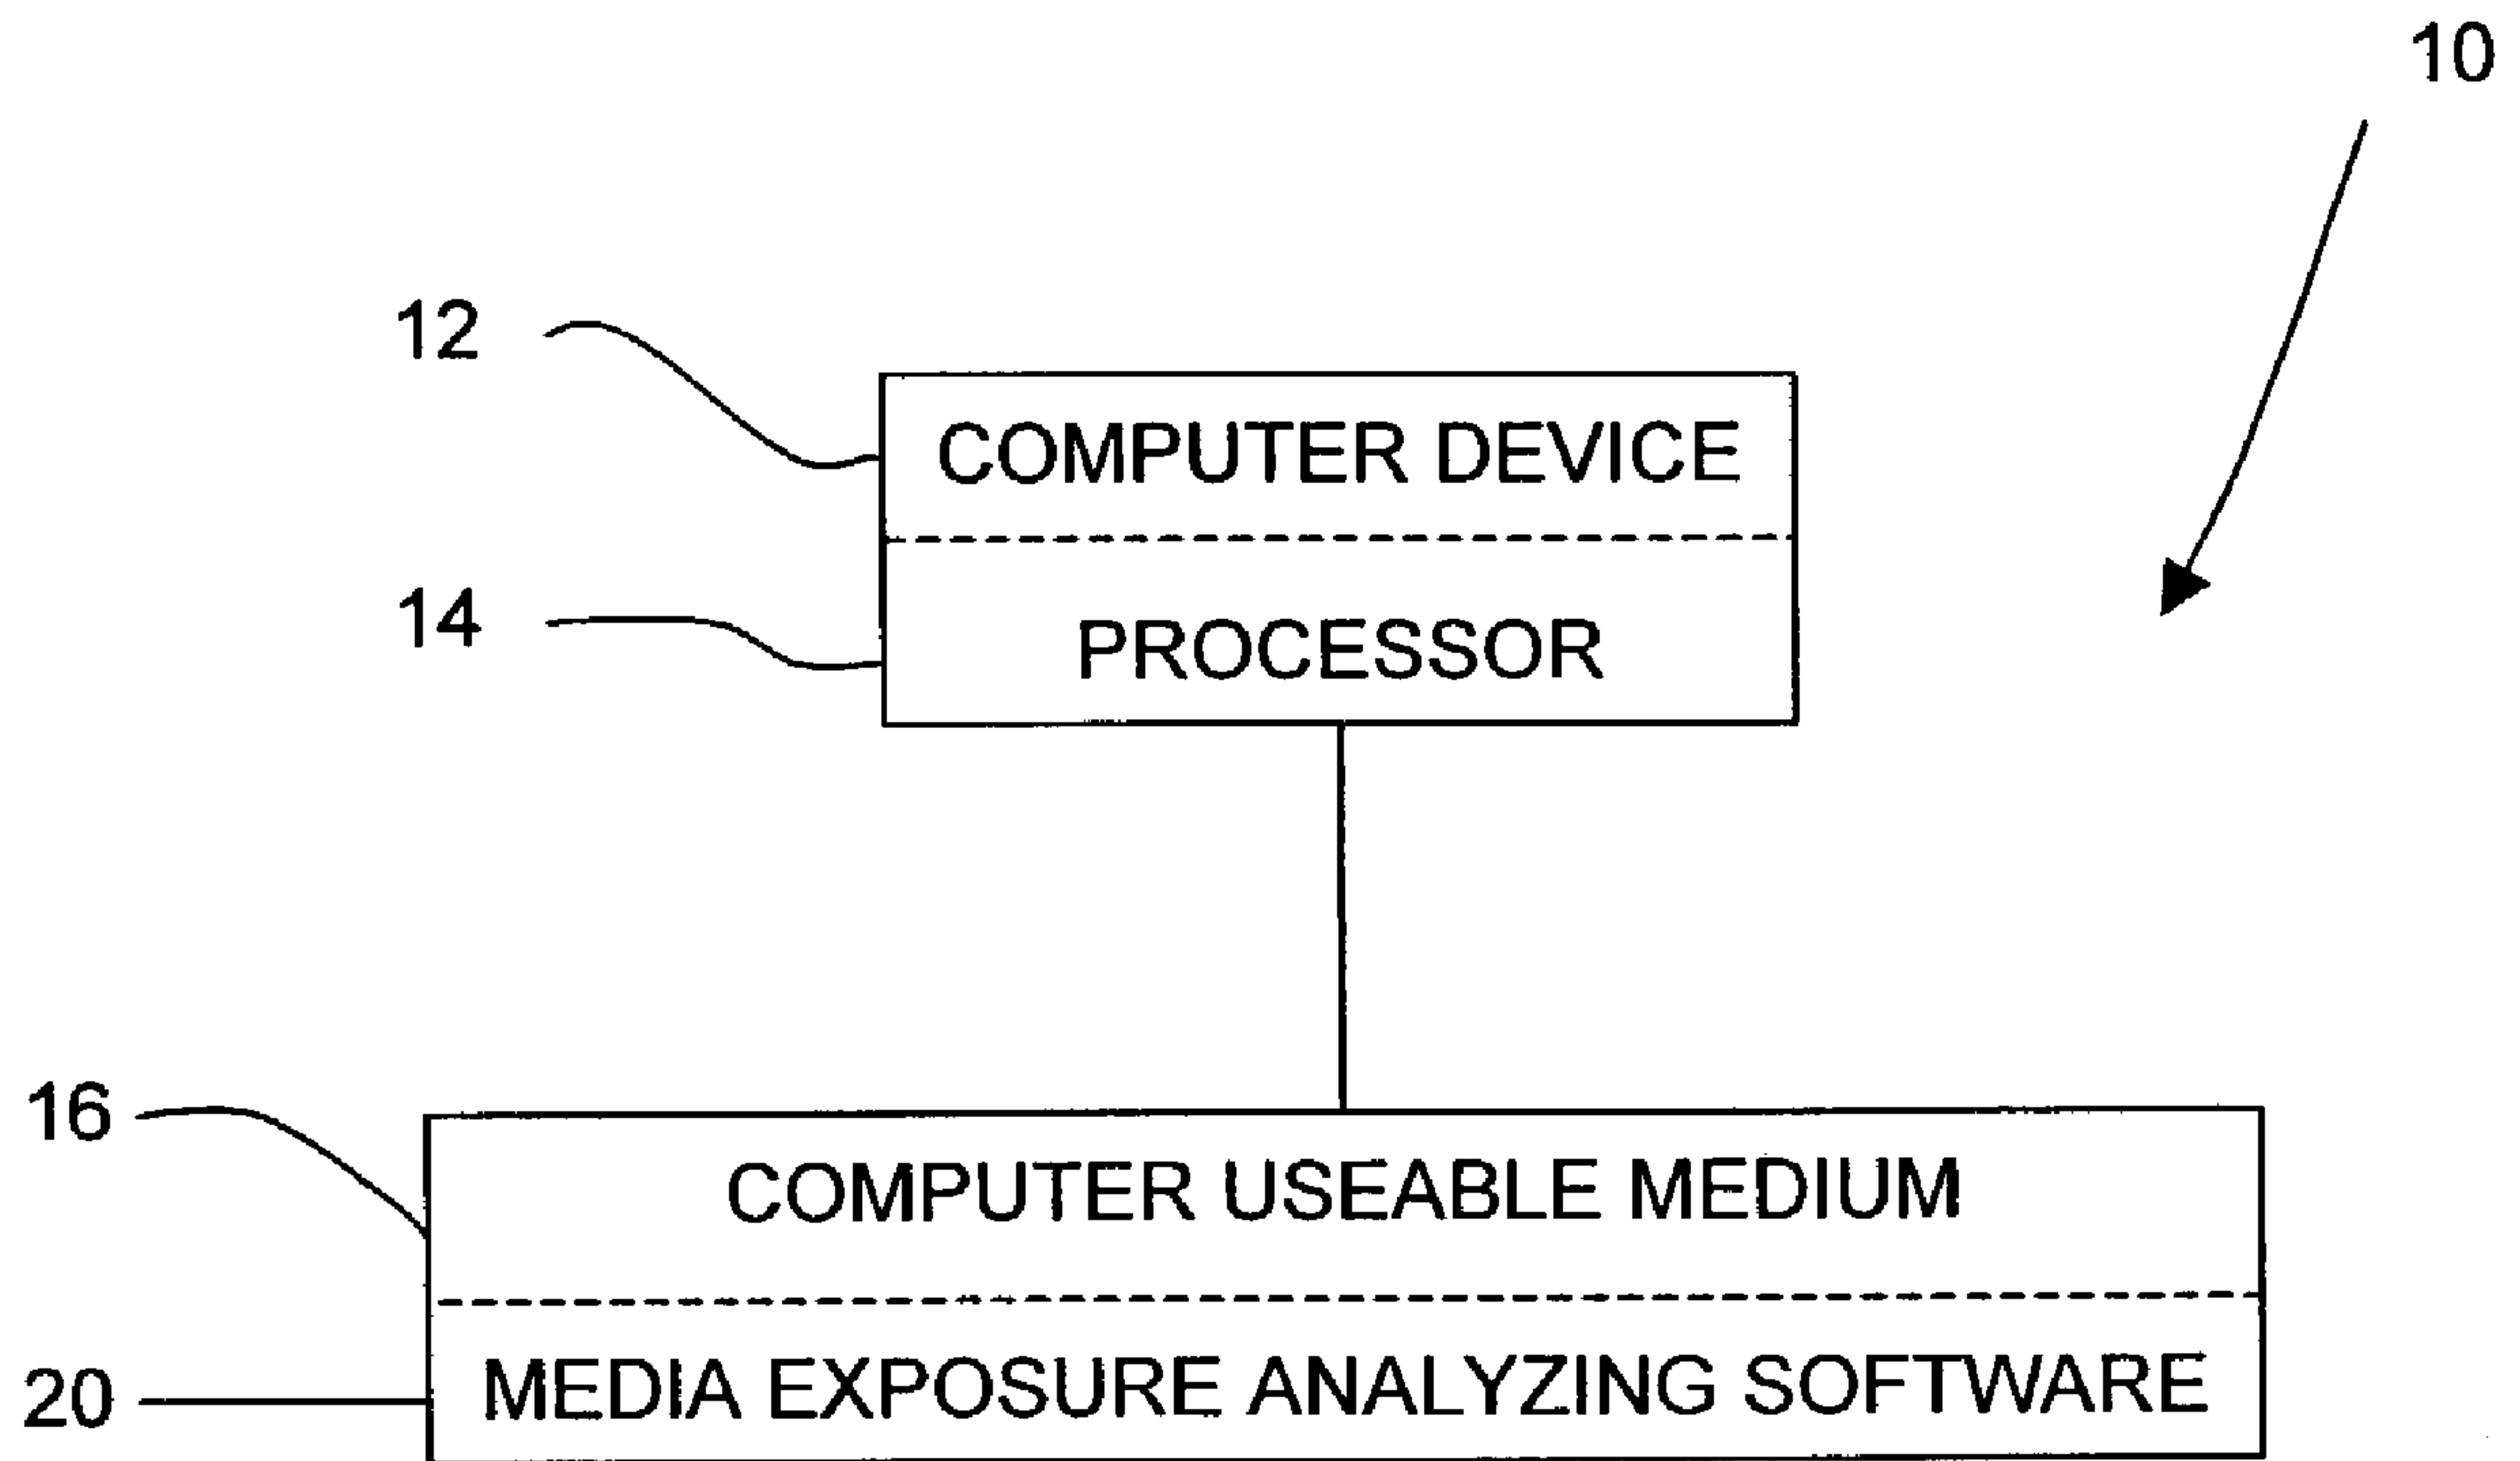 10
12
COMPUTER DEVICE
14
PROCESSOR
16
COMPUTER USEABLE MEDIUM
20
MEDIA EXPOSURE ANALYZING SOFTWARE